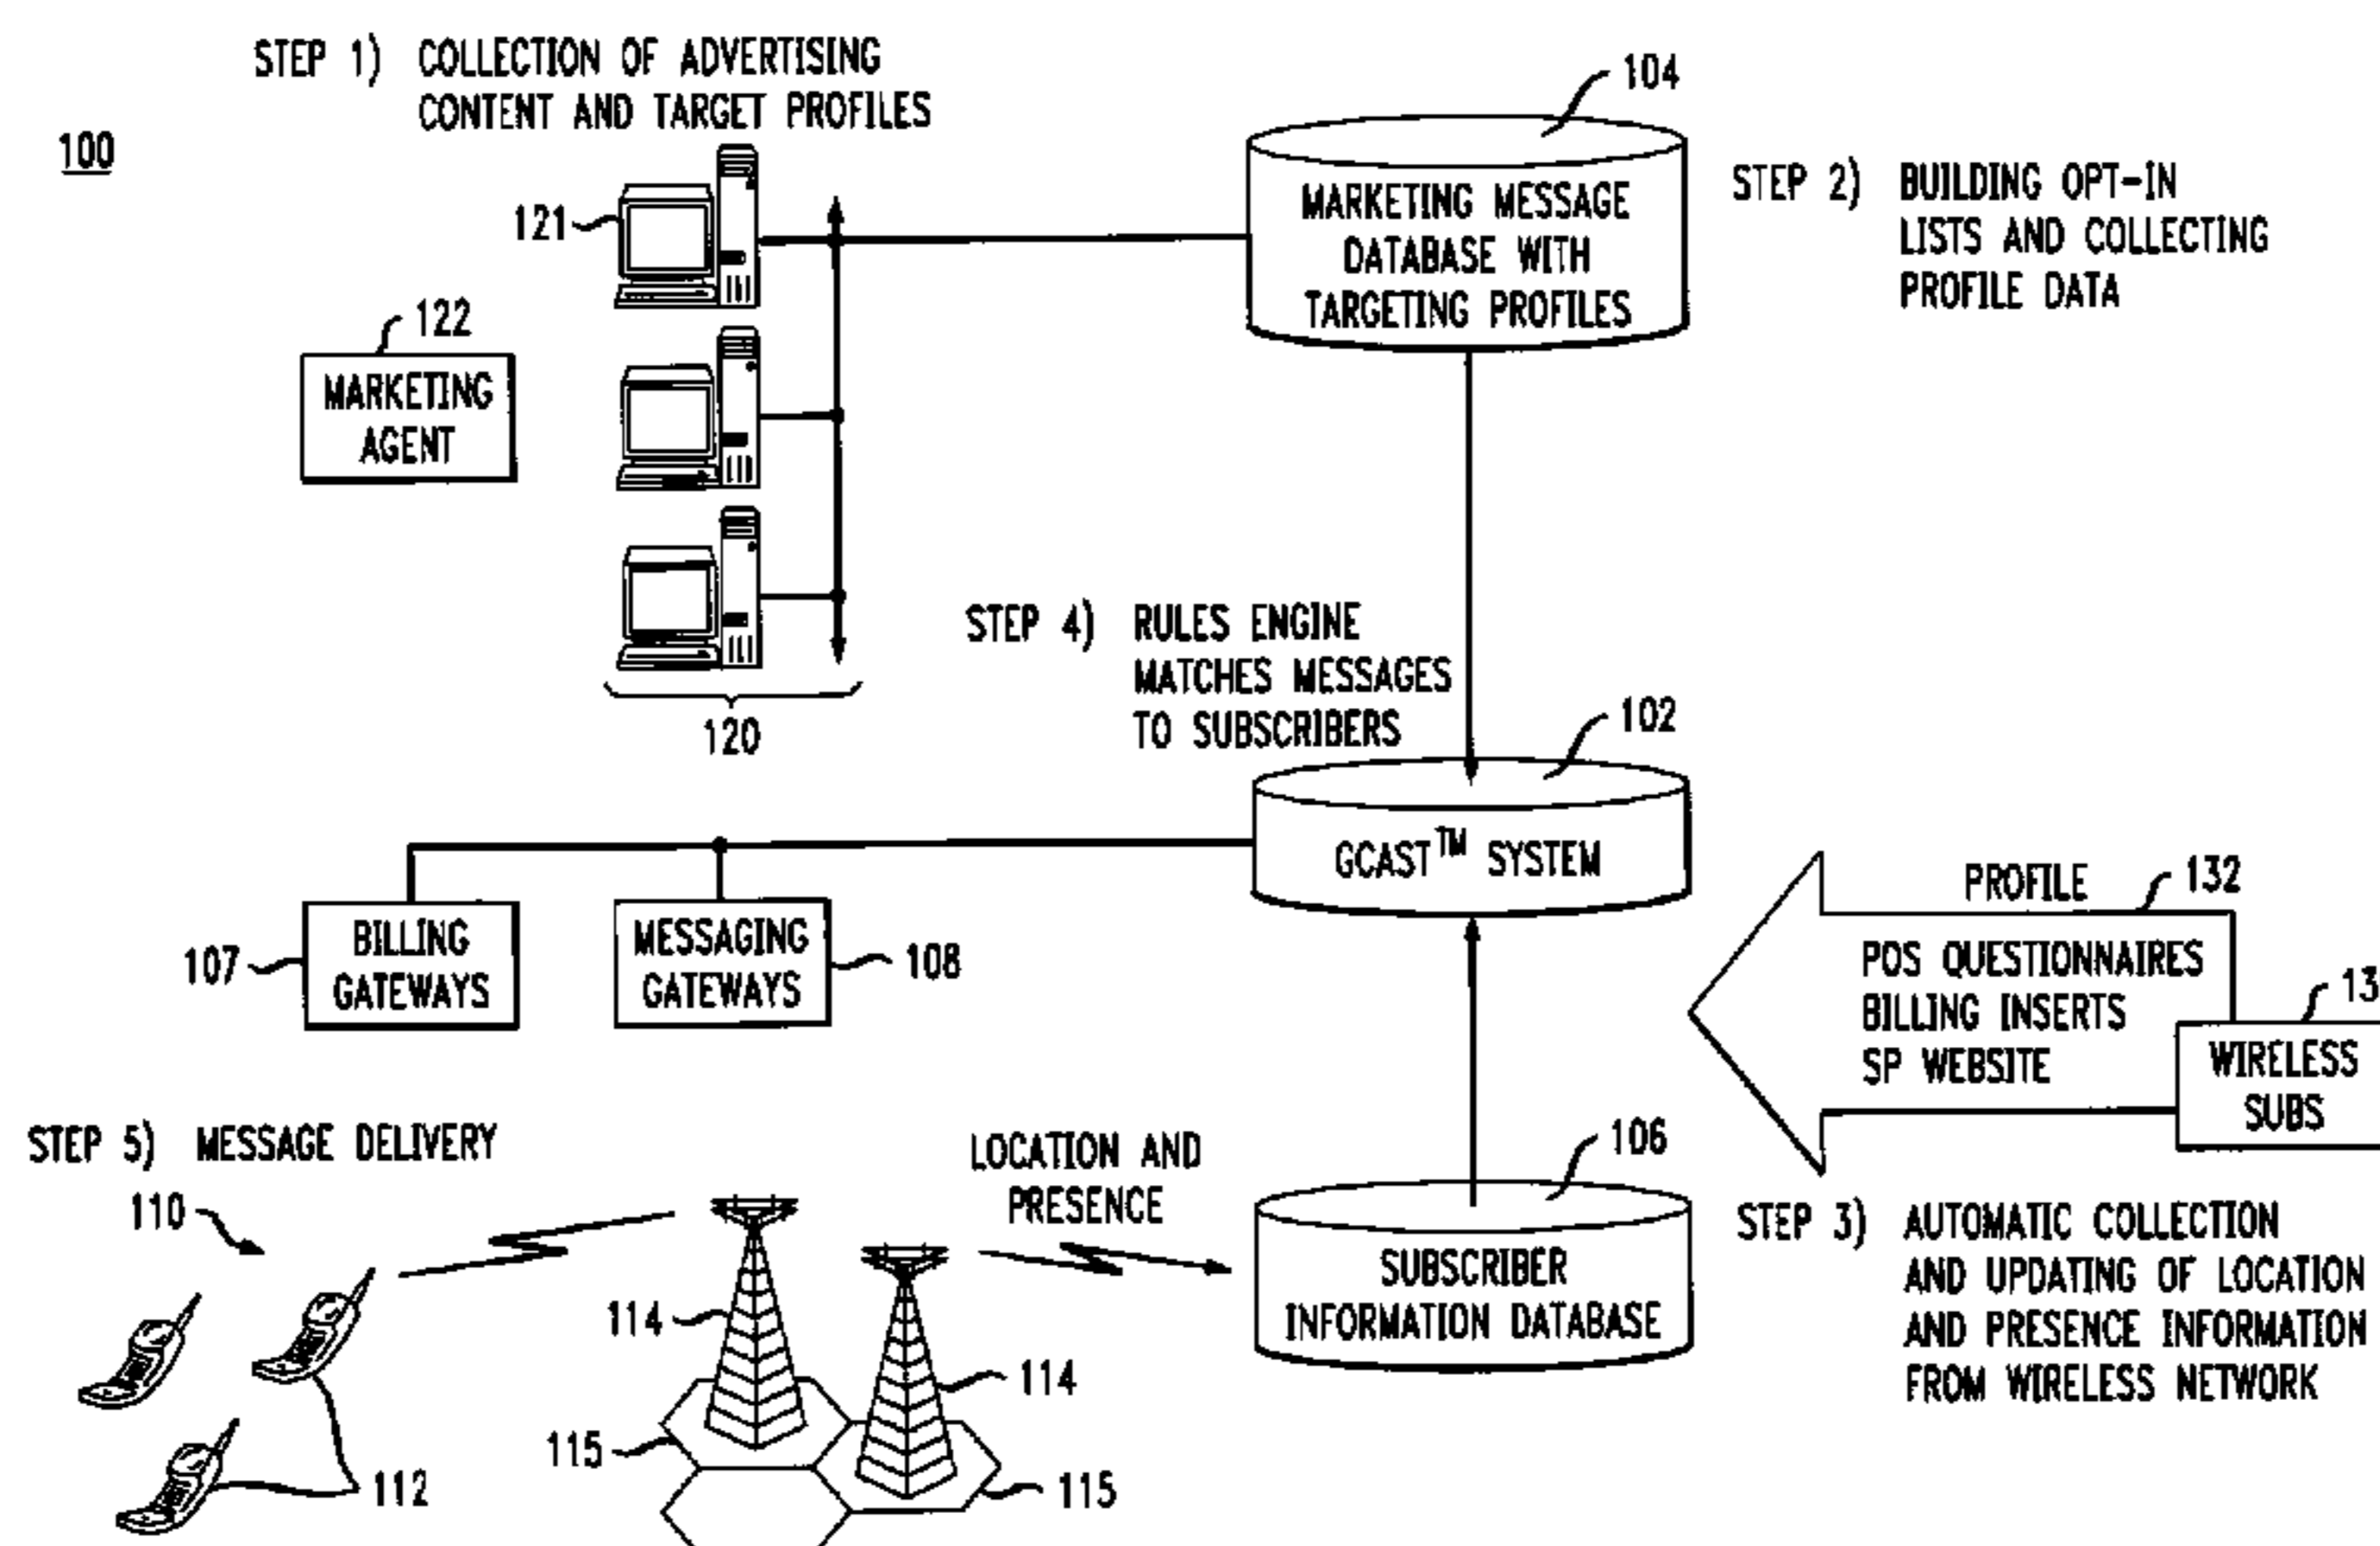 STEP 1) COLLECTION OF ADVERTISING
CONTENT AND TARGET PROFILES
100
104
MARKETING MESSAGE
DATABASE WITH
TARGETING PROFILES
STEP 2) BUILDING OPT-IN
LISTS AND COLLECTING
PROFILE DATA
121
122
MARKETING
AGENT
120
STEP 4) RULES ENGINE
MATCHES MESSAGES
TO SUBSCRIBERS
102
GCAST™ SYSTEM
107
BILLING
GATEWAYS
MESSAGING
GATEWAYS
108
PROFILE
132
POS QUESTIONNAIRES
BILLING INSERTS
SP WEBSITE
WIRELESS
SUBS
STEP 5) MESSAGE DELIVERY
110
LOCATION AND
PRESENCE
106
SUBSCRIBER
INFORMATION DATABASE
STEP 3) AUTOMATIC COLLECTION
AND UPDATING OF LOCATION
AND PRESENCE INFORMATION
FROM WIRELESS NETWORK
114
114
115
115
112